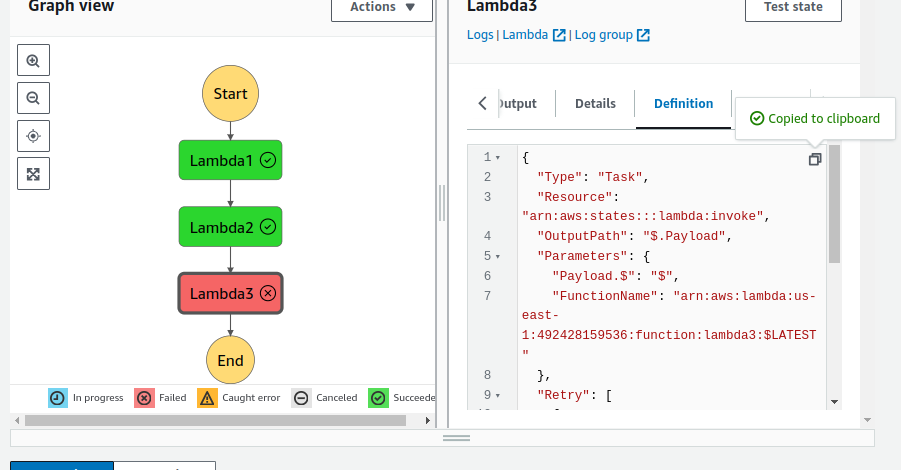 Graph view
Actions
Lambda3
Test state
Logs | Lambda | Log group
Output
Details
Definition
Copied to clipboard
Start
Lambda1
Lambda2
Lambda3
End
In progress
Failed
Caught error
Canceled
Succeede
1 {
2 "Type": "Task",
3 "Resource":
"arn:aws:states:::lambda:invoke",
4 "OutputPath": "$.Payload",
5 "Parameters": {
6 "Payload.$": "$",
7 "FunctionName": "arn:aws:lambda:us-
east-
1:492428159536:function:lambda3:$LATEST
"
8 },
9 "Retry": [